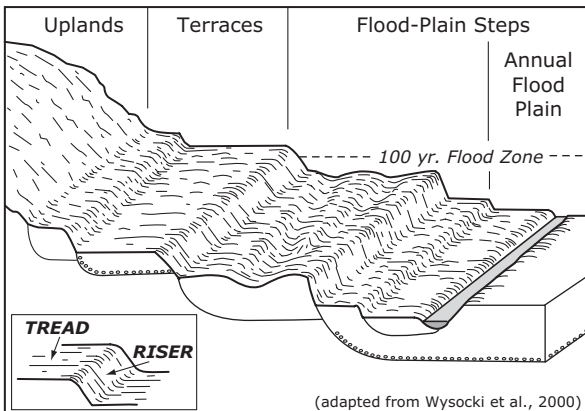 Uplands
Terraces
Flood-Plain Steps
Annual
Flood
Plain
100 yr. Flood Zone
TREAD
RISER
(adapted from Wysocki et al., 2000)